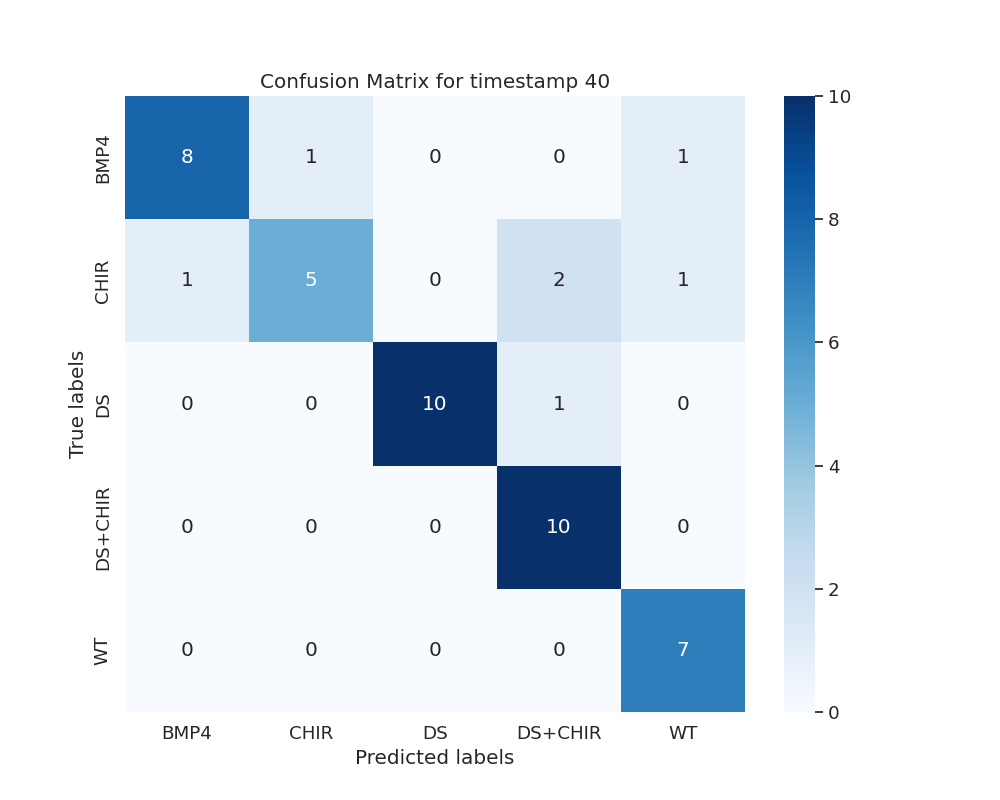 Confusion Matrix for timestamp 40
True labels
BMP4 8 1 0 0 1
CHIR 1 5 0 2 1
DS 0 0 10 1 0
DS+CHIR 0 0 0 10 0
WT 0 0 0 0 7
BMP4 CHIR DS DS+CHIR WT
Predicted labels
10
8
6
4
2
0